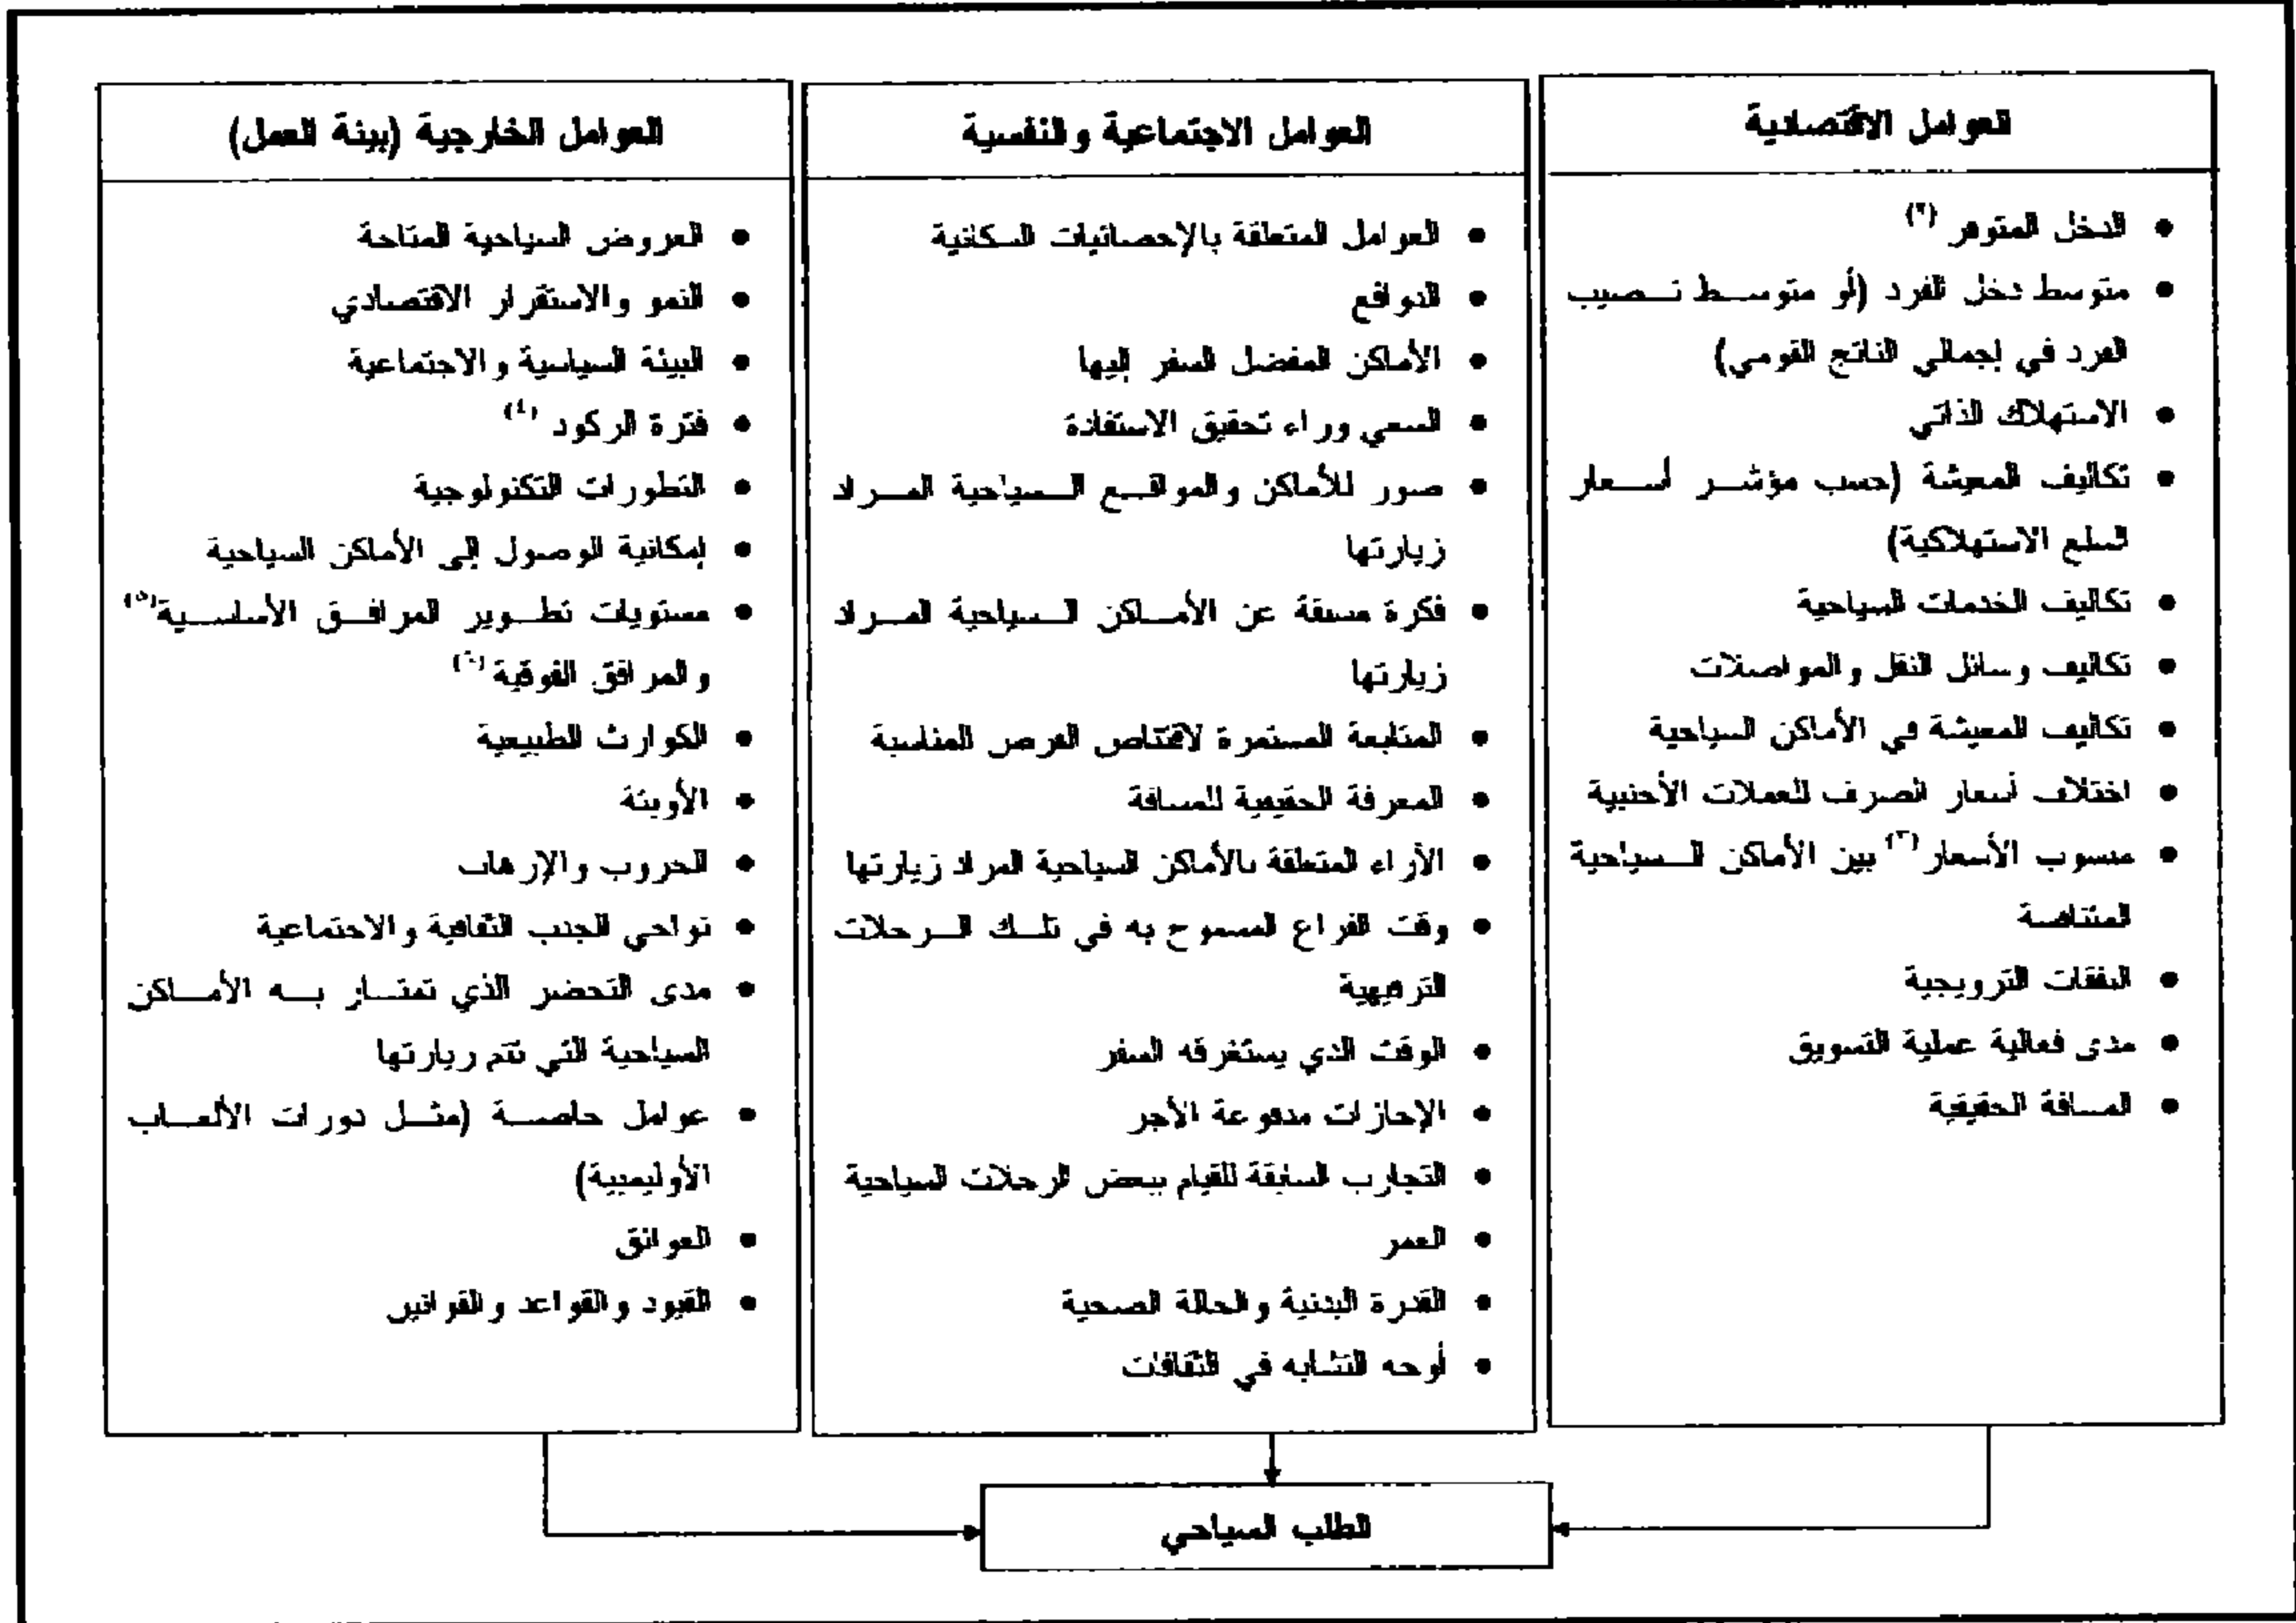 العوامل الاقتصادية
الدخل المتوفر (٢)
متوسط دخل الفرد (أو متوسط نصيب
الفرد في إجمالي الناتج القومي)
الاستهلاك الذاتي
تكاليف المعيشة (حسب مؤشر أسعار
السلع الاستهلاكية)
تكاليف الخدمات السياحية
تكاليف وسائل النقل والمواصلات
تكاليف المعيشة في الأماكن السياحية
اختلاف أسعار الصرف للعملات الأجنبية
منسوب الأسعار (٣) بين الأماكن السياحية
المتنافسة
النفقات الترويجية
مدى فعالية عملية التسويق
المسافة الحقيقية
العوامل الاجتماعية والنفسية
العوامل المتعلقة بالإحصائيات السكانية
الدوافع
الأماكن المفضل السفر إليها
السعي وراء تحقيق الاستفادة
صور للأماكن والمواقع السياحية المراد
زيارتها
فكرة مسبقة عن الأماكن السياحية المراد
زيارتها
المتابعة المستمرة لاقتناص الفرص المناسبة
المعرفة الحقيقية للمسافة
الآراء المتعلقة بالأماكن السياحية المراد زيارتها
وقت الفراغ المسموح به في تلك الرحلات
الترفيهية
الوقت الذي يستغرقه السفر
الإجازات مدفوعة الأجر
التجارب السابقة للقيام ببعض الرحلات السياحية
العمر
القدرة البدنية والحالة الصحية
أوجه التشابه في الثقافات
العوامل الخارجية (بيئة العمل)
العروض السياحية المتاحة
النمو والاستقرار الاقتصادي
البيئة السياسية والاجتماعية
فترة الركود (٤)
التطورات التكنولوجية
إمكانية الوصول إلى الأماكن السياحية
مستويات تطوير المرافق الأساسية (٥)
والمرافق الفوقية (٦)
الكوارث الطبيعية
الأوبئة
الحروب والإرهاب
نواحي الجذب الثقافية والاجتماعية
مدى التحضر الذي تمتاز به الأماكن
السياحية التي تتم زيارتها
عوامل خاصة (مثل دورات الألعاب
الأوليمبية)
العوائق
القيود والقواعد والقوانين
الطلب السياحي